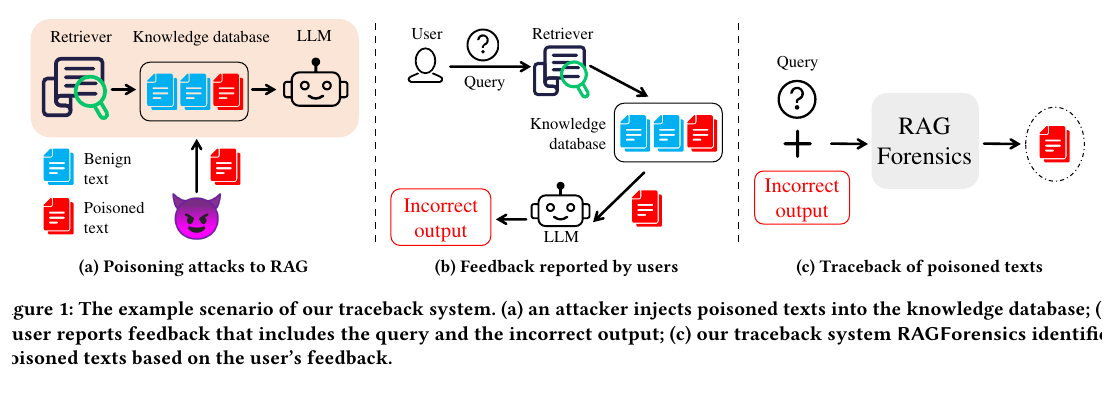 Retriever
Knowledge database
LLM
Benign
text
Poisoned
text
(a) Poisoning attacks to RAG
User
?
Query
Retriever
Knowledge
database
LLM
Incorrect
output
(b) Feedback reported by users
Query
?
+
Incorrect
output
RAG
Forensics
(c) Traceback of poisoned texts
gure 1: The example scenario of our traceback system. (a) an attacker injects poisoned texts into the knowledge database; (
user reports feedback that includes the query and the incorrect output; (c) our traceback system RAGForensics identifi
oisoned texts based on the user's feedback.